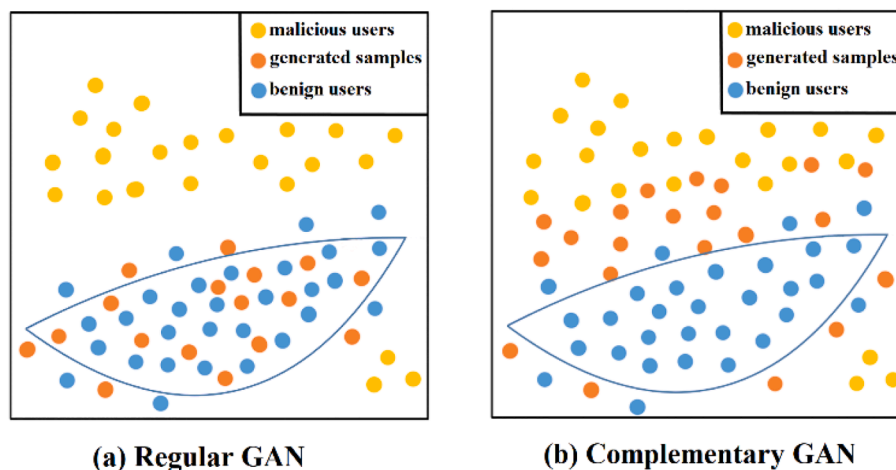 malicious users
generated samples
benign users
malicious users
generated samples
benign users
(a) Regular GAN
(b) Complementary GAN